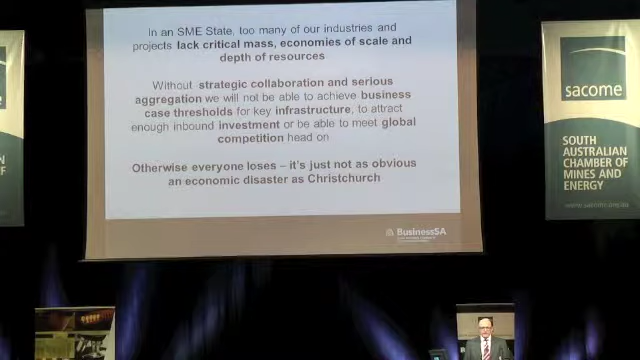 In an SME State, too many of our industries and
projects lack critical mass, economies of scale and
depth of resources
Without strategic collaboration and serious
aggregation we will not be able to achieve business
case thresholds for key infrastructure, to attract
enough inbound investment or be able to meet global
competition head on
Otherwise everyone loses – it's just not as obvious
an economic disaster as Christchurch
BusinessSA
sacome
SOUTH
AUSTRALIAN
CHAMBER OF
MINES AND
ENERGY